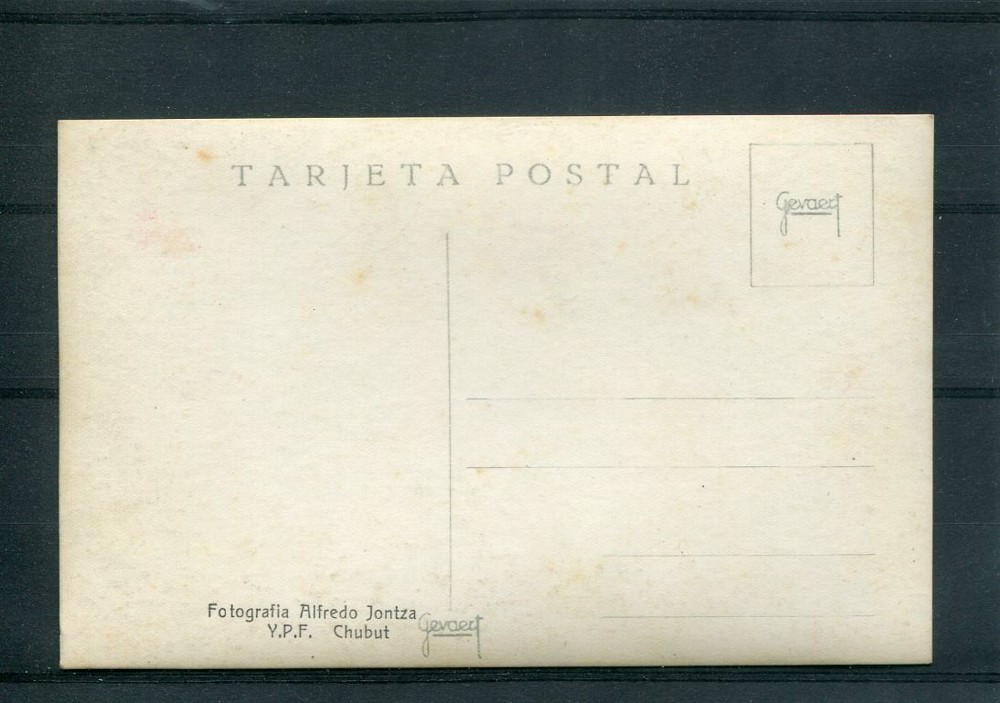 TARJETA POSTAL
Gevaert
Fotografia Alfredo Jontza
Y.P.F. Chubut
Gevaert